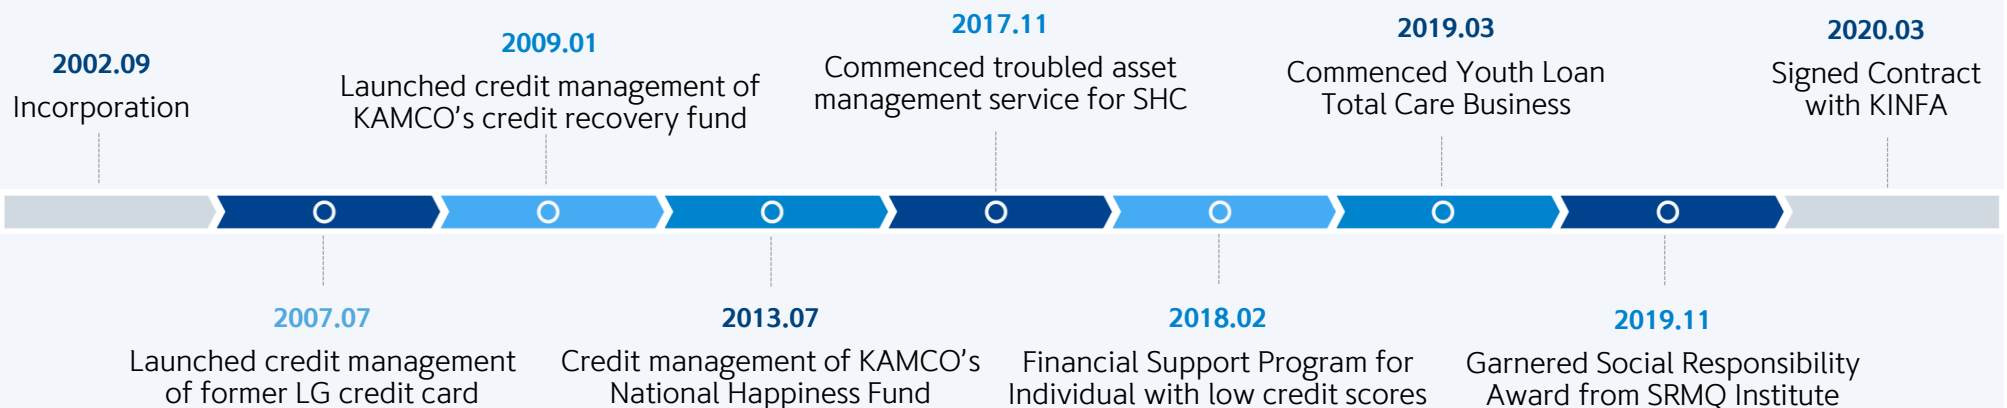 2002.09
Incorporation
2009.01
Launched credit management of
KAMCO's credit recovery fund
2017.11
Commenced troubled asset
management service for SHC
2019.03
Commenced Youth Loan
Total Care Business
2020.03
Signed Contract
with KINFA
2007.07
Launched credit management
of former LG credit card
2013.07
Credit management of KAMCO's
National Happiness Fund
2018.02
Financial Support Program for
Individual with low credit scores
2019.11
Garnered Social Responsibility
Award from SRMQ Institute